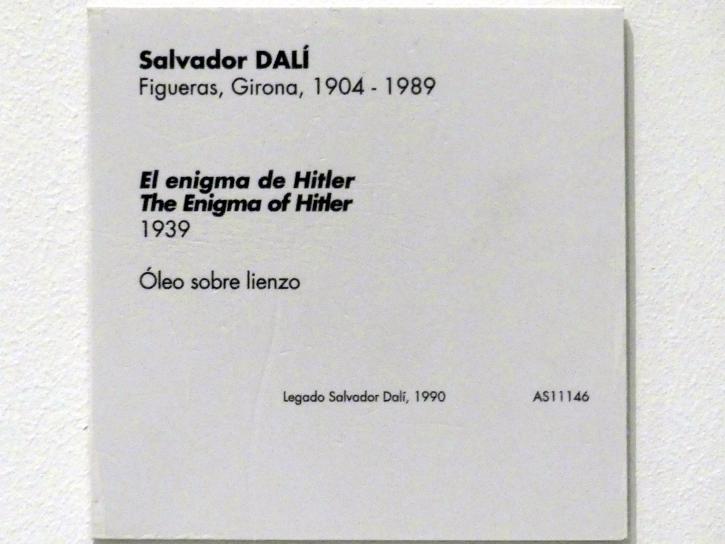 Salvador DALÍ
Figueras, Girona, 1904 - 1989
El enigma de Hitler
The Enigma of Hitler
1939
Óleo sobre lienzo
Legado Salvador Dalí, 1990 AS11146